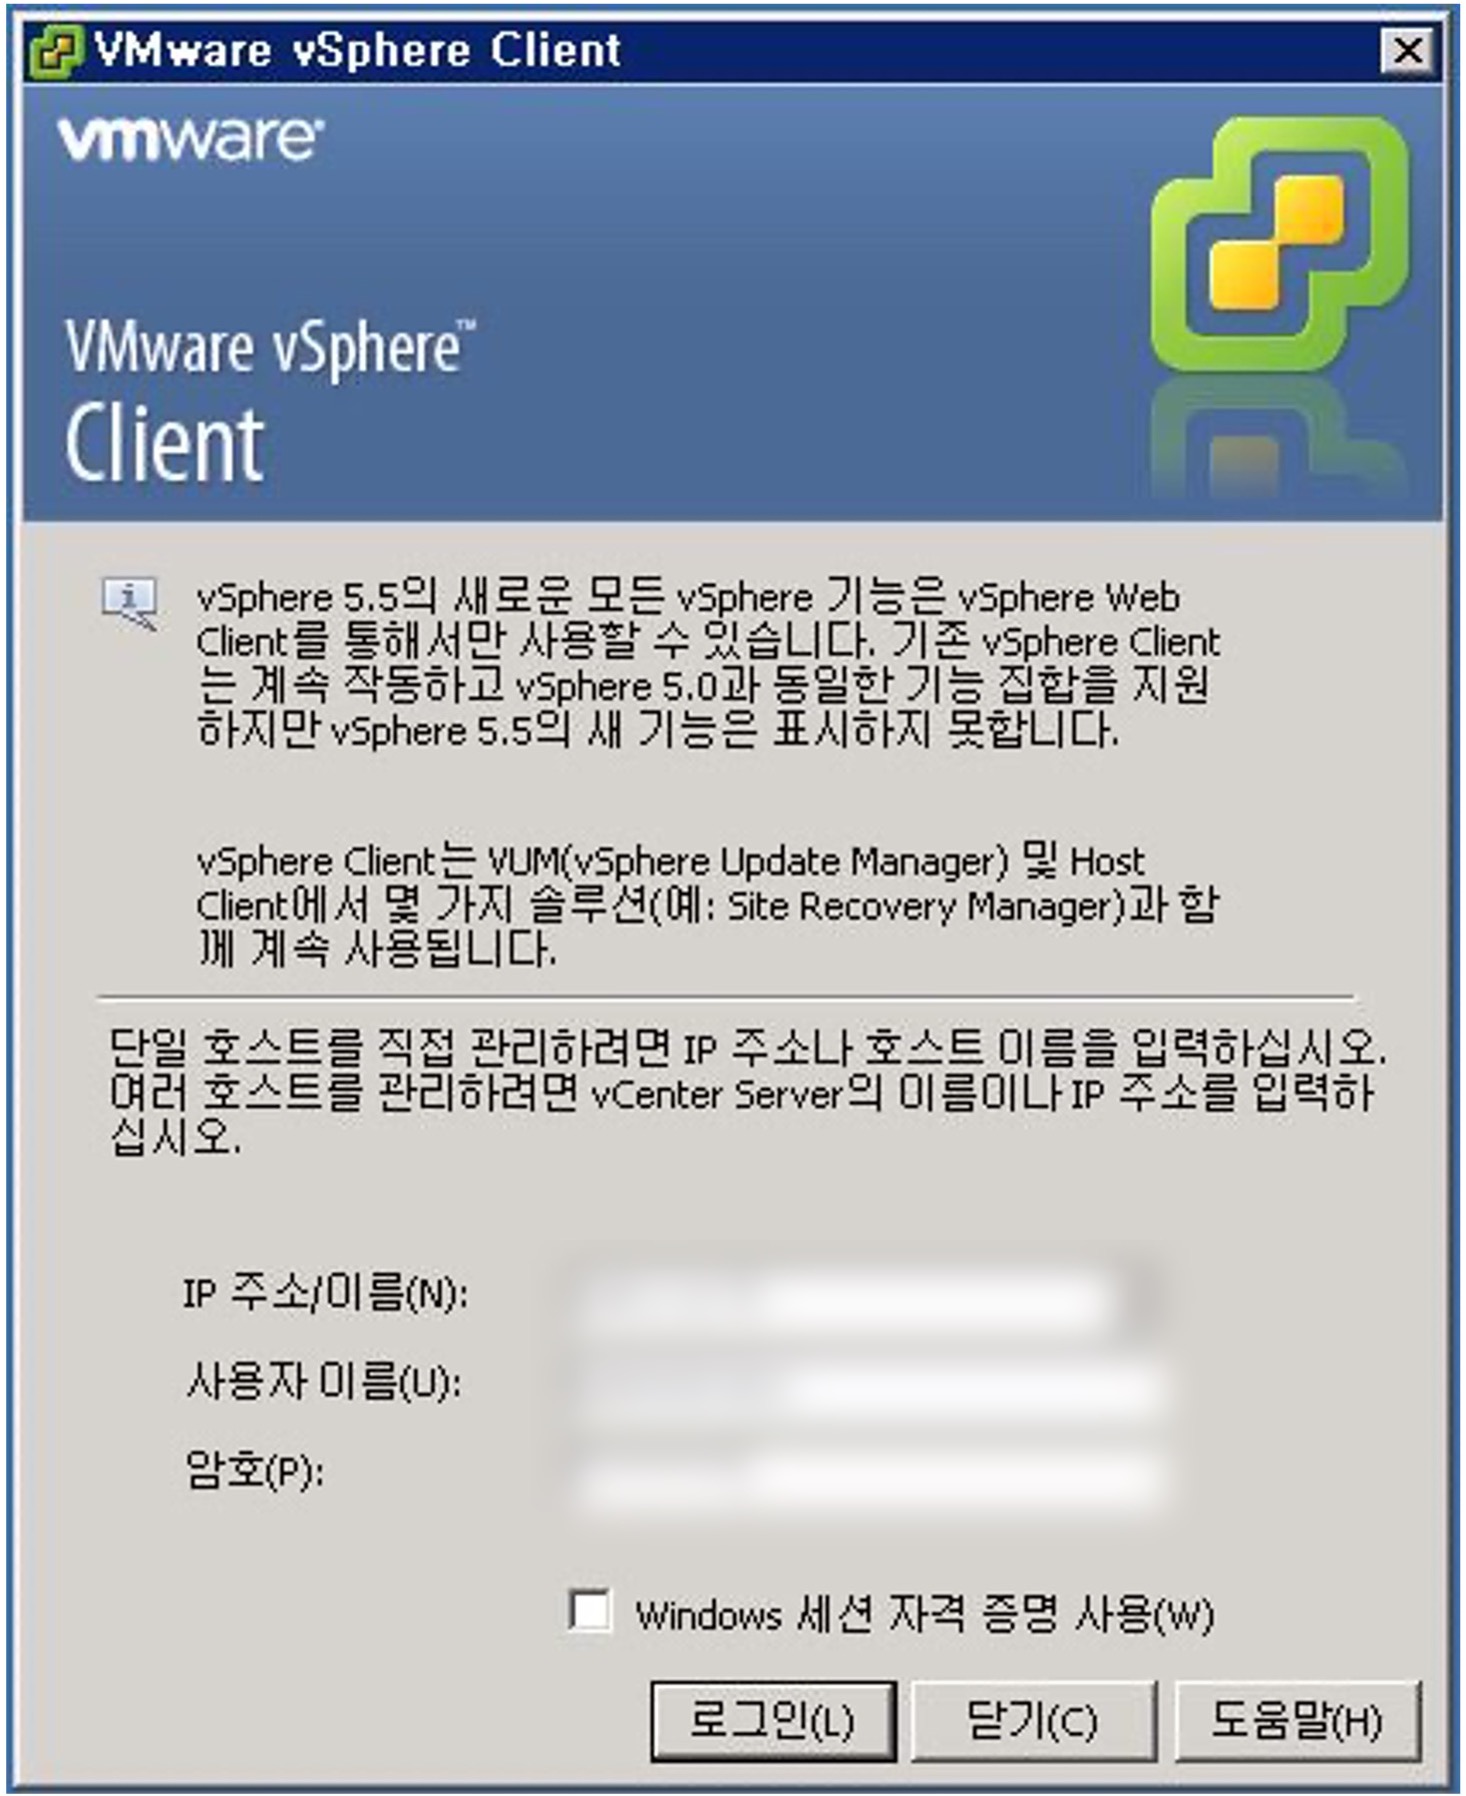 VMware vSphere Client
vmware
VMware vSphere™
Client
vSphere 5.5의 새로운 모든 vSphere 기능은 vSphere Web
Client를 통해서만 사용할 수 있습니다. 기존 vSphere Client
는 계속 작동하고 vSphere 5.0과 동일한 기능 집합을 지원
하지만 vSphere 5.5의 새 기능은 표시하지 못합니다.
vSphere Client는 VUM(vSphere Update Manager) 및 Host
Client에서 몇 가지 솔루션(예: Site Recovery Manager)과 함
께 계속 사용됩니다.
단일 호스트를 직접 관리하려면 IP 주소나 호스트 이름을 입력하십시오.
여러 호스트를 관리하려면 vCenter Server의 이름이나 IP 주소를 입력하
십시오.
IP 주소/이름(N):
사용자 이름(U):
암호(P):
Windows 세션 자격 증명 사용(W)
로그인(L) 닫기(C) 도움말(H)